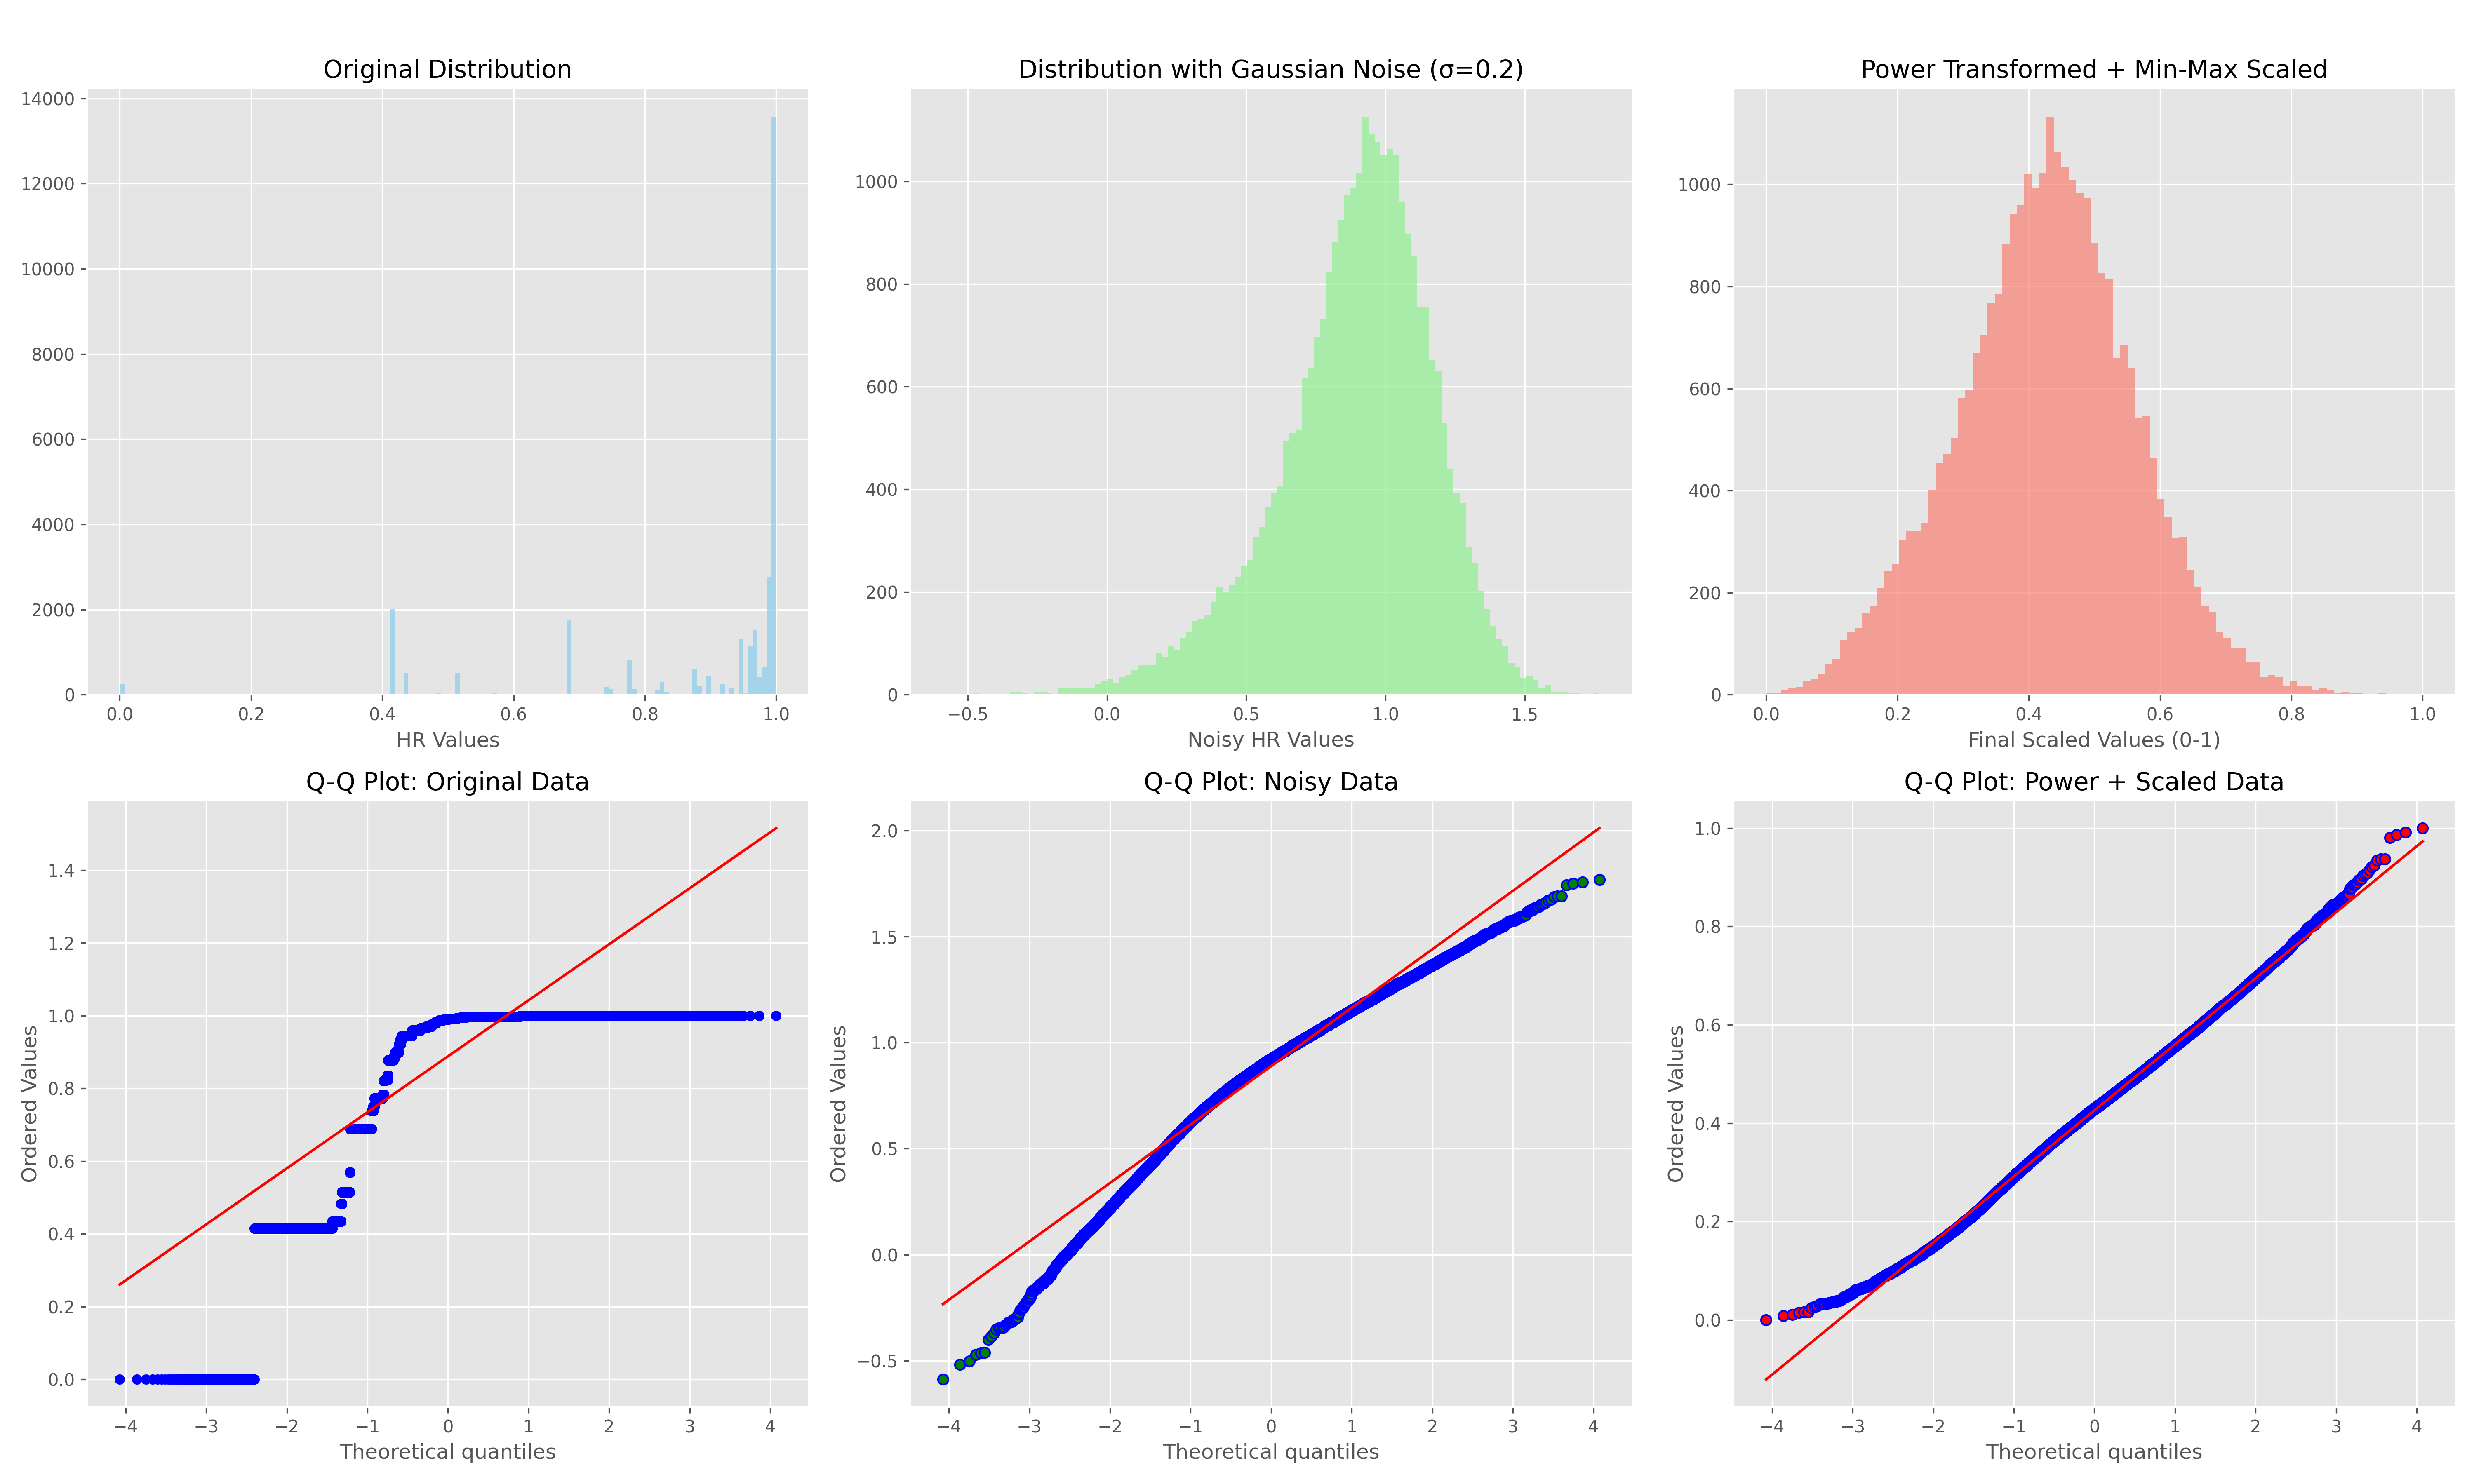 Original Distribution
14000
12000
10000
8000
6000
4000
2000
0
0.0 0.2 0.4 0.6 0.8 1.0
HR Values
Distribution with Gaussian Noise (σ=0.2)
1000
800
600
400
200
0
−0.5 0.0 0.5 1.0 1.5
Noisy HR Values
Power Transformed + Min-Max Scaled
1000
800
600
400
200
0
0.0 0.2 0.4 0.6 0.8 1.0
Final Scaled Values (0-1)
Q-Q Plot: Original Data
Ordered Values
1.4
1.2
1.0
0.8
0.6
0.4
0.2
0.0
−4 −3 −2 −1 0 1 2 3 4
Theoretical quantiles
Q-Q Plot: Noisy Data
Ordered Values
2.0
1.5
1.0
0.5
0.0
−0.5
−4 −3 −2 −1 0 1 2 3 4
Theoretical quantiles
Q-Q Plot: Power + Scaled Data
Ordered Values
1.0
0.8
0.6
0.4
0.2
0.0
−4 −3 −2 −1 0 1 2 3 4
Theoretical quantiles